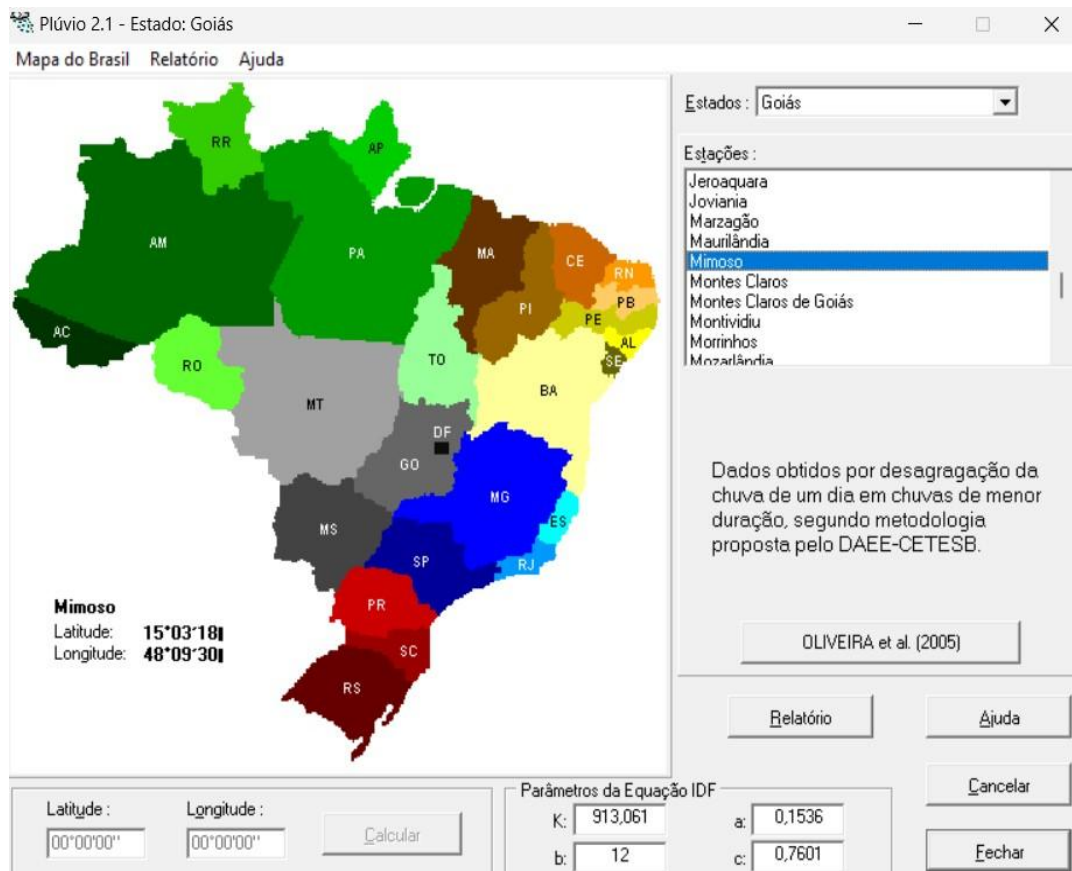 Plúvio 2.1 - Estado: Goiás
Mapa do Brasil Relatório Ajuda
Estados : Goiás
Estações :
Jeroaquara
Joviania
Marzagão
Maurilândia
Mimoso
Montes Claros
Montes Claros de Goiás
Montividiu
Morrinhos
Mozarlândia
RR
AP
AM
PA
MA
CE
RN
PB
PI
PE
AC
AL
SE
RO
TO
BA
MT
DF
GO
MG
MS
ES
SP
RJ
PR
SC
RS
Mimoso
Latitude: 15°03'18
Longitude: 48°09'30
Dados obtidos por desagragação da
chuva de um dia em chuvas de menor
duração, segundo metodologia
proposta pelo DAEE-CETESB.
OLIVEIRA et al. (2005)
Relatório Ajuda
Cancelar
Fechar
Latitude : Longitude :
00°00'00'' 00°00'00'' Calcular
Parâmetros da Equação IDF
K: 913,061 a: 0,1536
b: 12 c: 0,7601